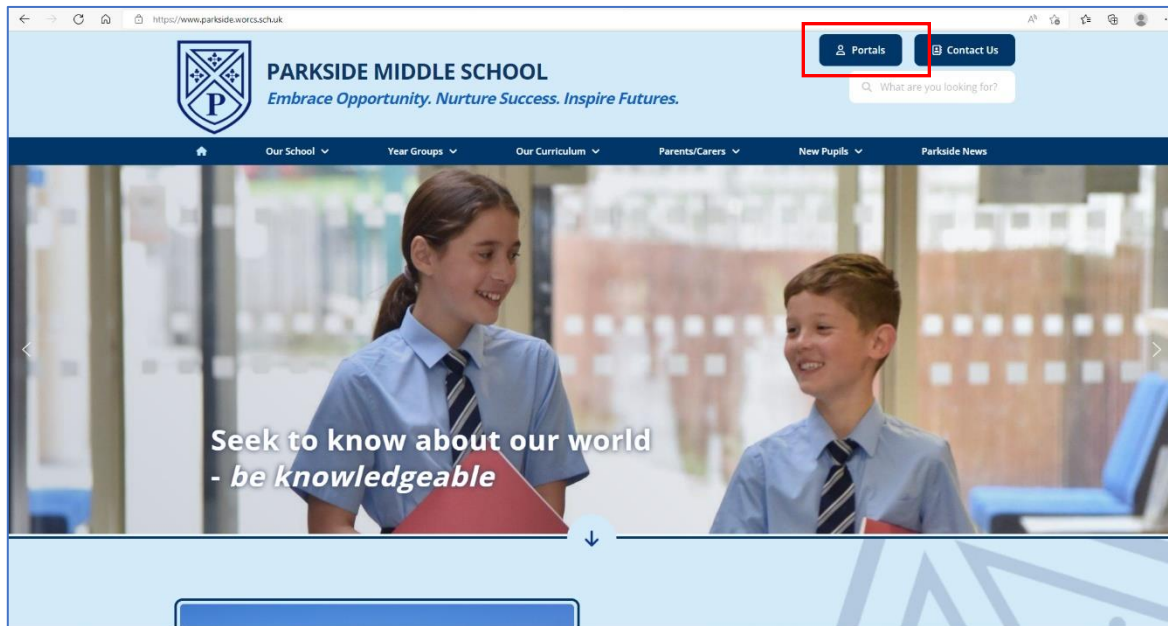 https://www.parkside.worcs.sch.uk
Portals
Contact Us
P
PARKSIDE MIDDLE SCHOOL
Embrace Opportunity. Nurture Success. Inspire Futures.
What are you looking for?
Our School
Year Groups
Our Curriculum
Parents/Carers
New Pupils
Parkside News
Seek to know about our world
- be knowledgeable